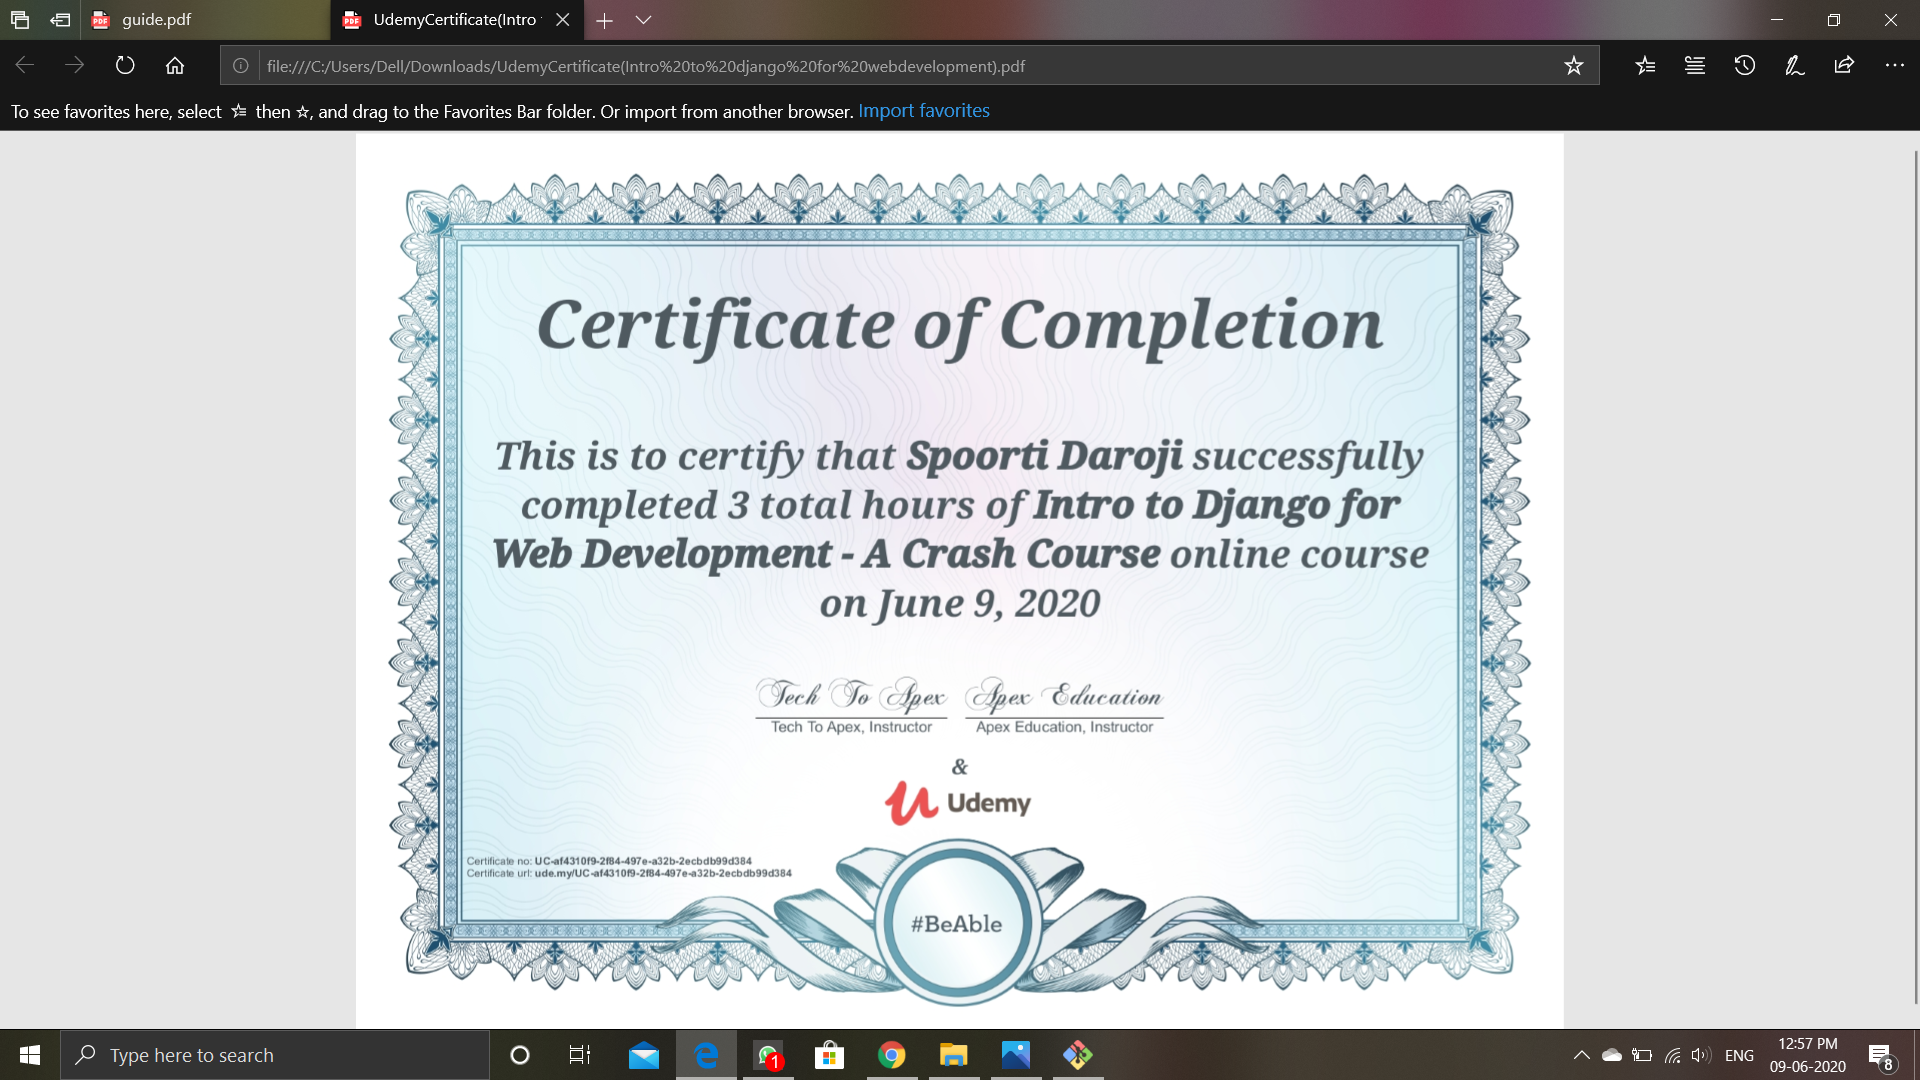 guide.pdf
UdemyCertificate(Intro
file:///C:/Users/Dell/Downloads/UdemyCertificate(Intro%20to%20django%20for%20webdevelopment).pdf
To see favorites here, select then ☆, and drag to the Favorites Bar folder. Or import from another browser. Import favorites
Certificate of Completion
This is to certify that Spoorti Daroji successfully
completed 3 total hours of Intro to Django for
Web Development - A Crash Course online course
on June 9, 2020
Tech To Apex Apex Education
Tech To Apex, Instructor Apex Education, Instructor
&
Udemy
Certificate no: UC-af4310f9-2f84-497e-a32b-2ecbdb99d384
Certificate url: ude.my/UC-af4310f9-2f84-497e-a32b-2ecbdb99d384
#BeAble
Type here to search
1
ENG
12:57 PM
09-06-2020
8